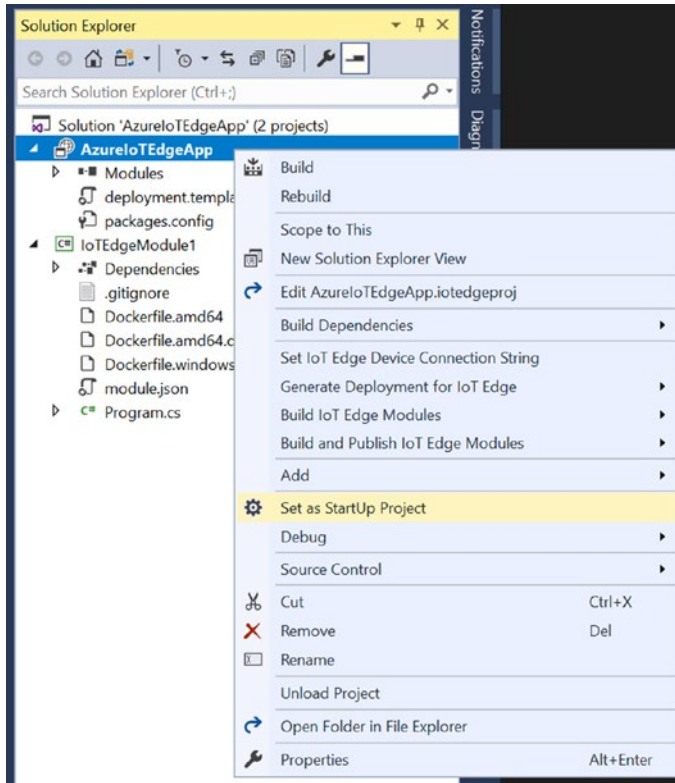 Solution Explorer
Search Solution Explorer (Ctrl+;)
Solution 'AzureIoTEdgeApp' (2 projects)
AzureIoTEdgeApp
Modules
deployment.templa
packages.config
IoTEdgeModule1
Dependencies
.gitignore
Dockerfile.amd64
Dockerfile.amd64.c
Dockerfile.windows
module.json
Program.cs
Notifications
Diagn
Build
Rebuild
Scope to This
New Solution Explorer View
Edit AzureIoTEdgeApp.iotedgeproj
Build Dependencies
Set IoT Edge Device Connection String
Generate Deployment for IoT Edge
Build IoT Edge Modules
Build and Publish IoT Edge Modules
Add
Set as StartUp Project
Debug
Source Control
Cut Ctrl+X
Remove Del
Rename
Unload Project
Open Folder in File Explorer
Properties Alt+Enter